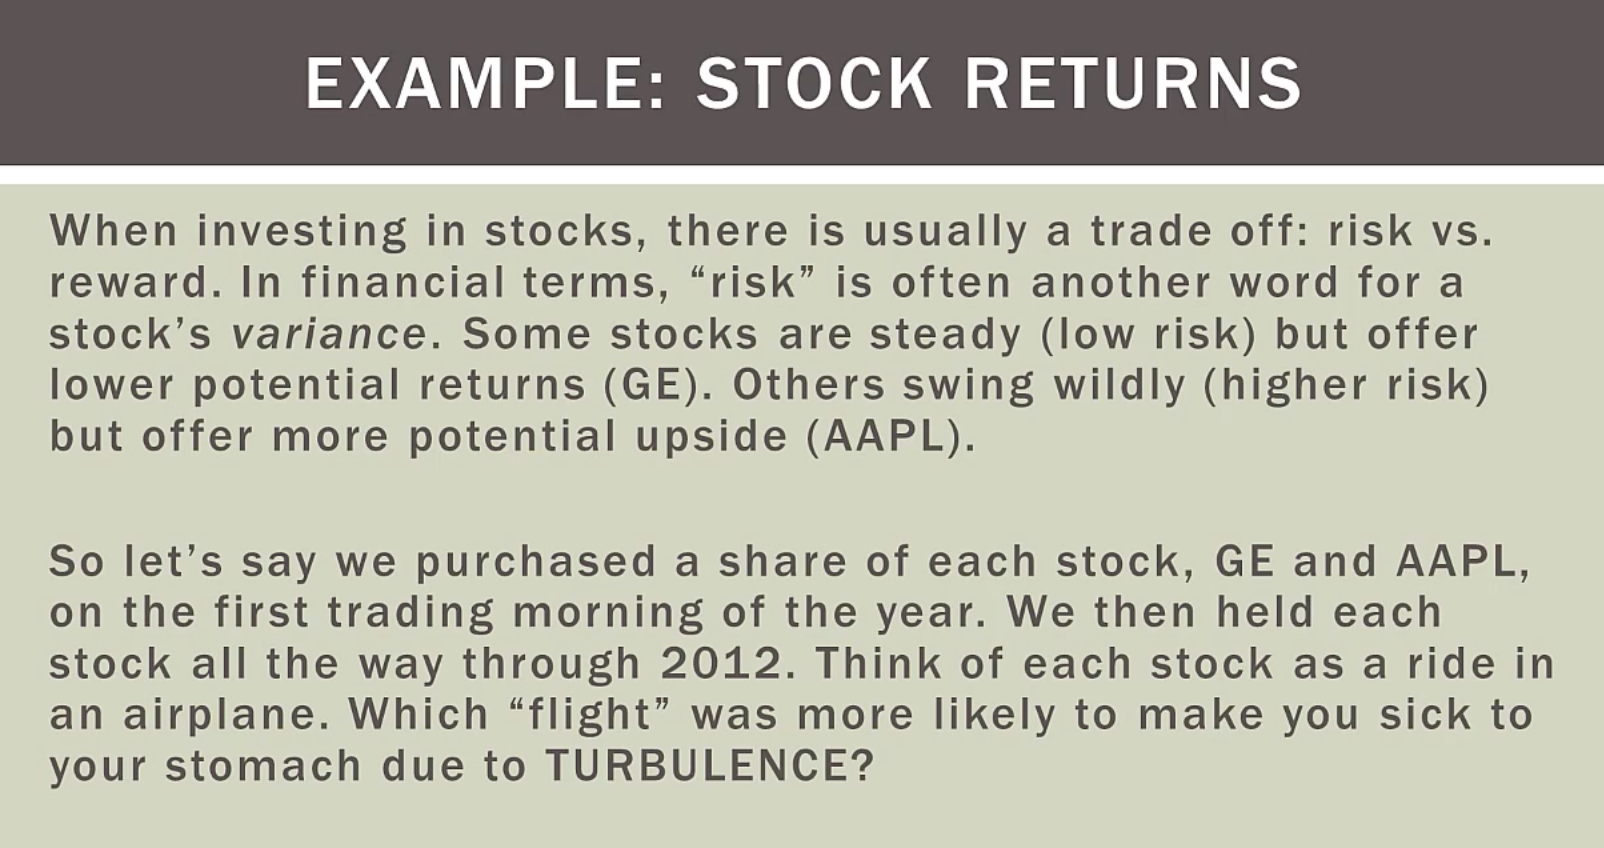 EXAMPLE: STOCK RETURNS
When investing in stocks, there is usually a trade off: risk vs.
reward. In financial terms, “risk” is often another word for a
stock’s variance. Some stocks are steady (low risk) but offer
lower potential returns (GE). Others swing wildly (higher risk)
but offer more potential upside (AAPL).
So let’s say we purchased a share of each stock, GE and AAPL,
on the first trading morning of the year. We then held each
stock all the way through 2012. Think of each stock as a ride in
an airplane. Which “flight” was more likely to make you sick to
your stomach due to TURBULENCE?